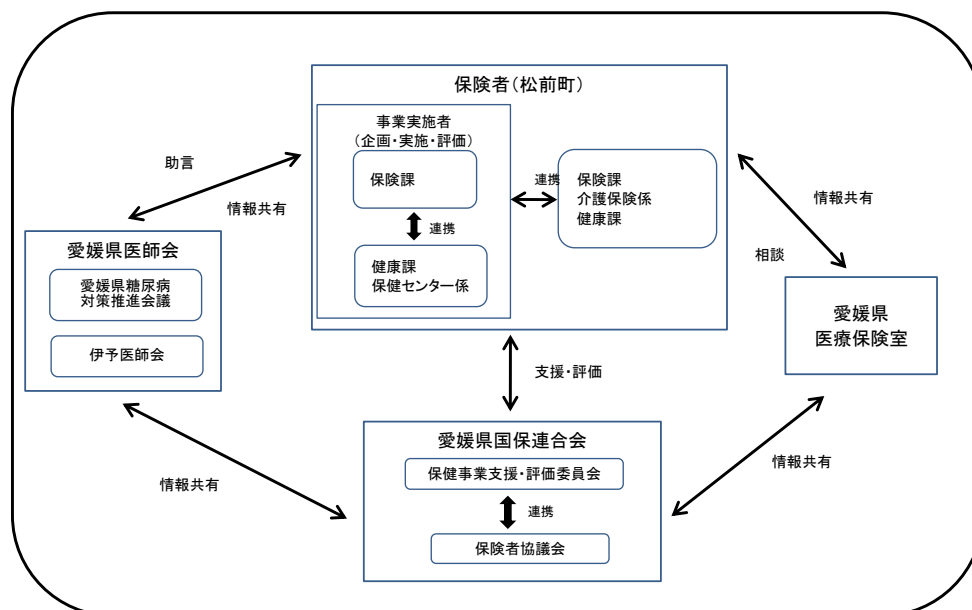 保険者(松前町)
事業実施者
(企画・実施・評価)
保険課
連携
健康課
保健センター係
連携
保険課
介護保険係
健康課
助言
情報共有
情報共有
相談
愛媛県医師会
愛媛県糖尿病
対策推進会議
伊予医師会
愛媛県
医療保険室
支援・評価
愛媛県国保連合会
保健事業支援・評価委員会
連携
保険者協議会
情報共有
情報共有